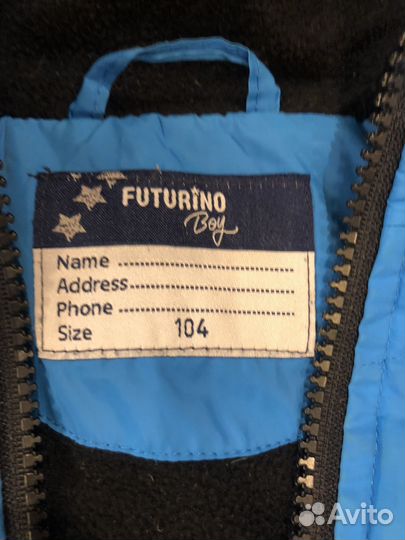 FUTURINO
Boy
Name
Address
Phone
Size 104
Avito